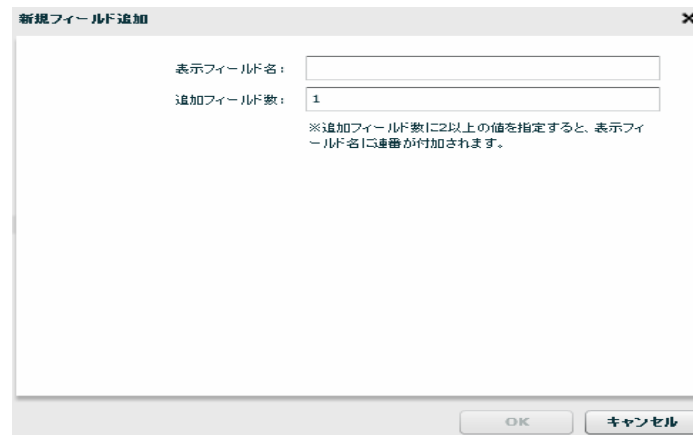 新規フィールド追加
×
表示フィールド名:
追加フィールド数: 1
※追加フィールド数に2以上の値を指定すると、表示フィ
ールド名に連番が付加されます。
OK キャンセル